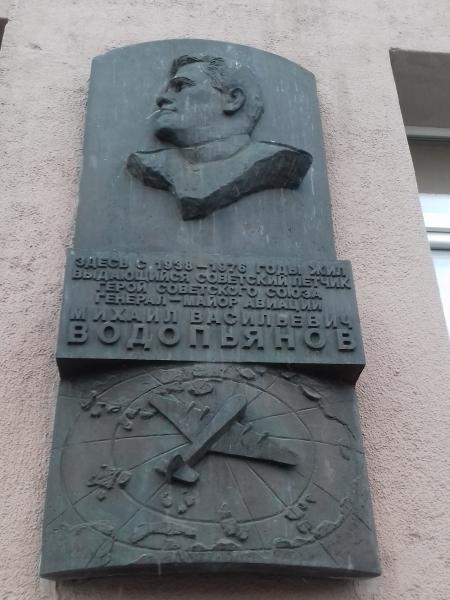 ЗДЕСЬ С 1938–1976 ГОДЫ ЖИЛ
ВЫДАЮЩИЙСЯ СОВЕТСКИЙ ЛЕТЧИК
ГЕРОЙ СОВЕТСКОГО СОЮЗА
ГЕНЕРАЛ–МАЙОР АВИАЦИИ
МИХАИЛ ВАСИЛЬЕВИЧ
ВОДОПЬЯНОВ